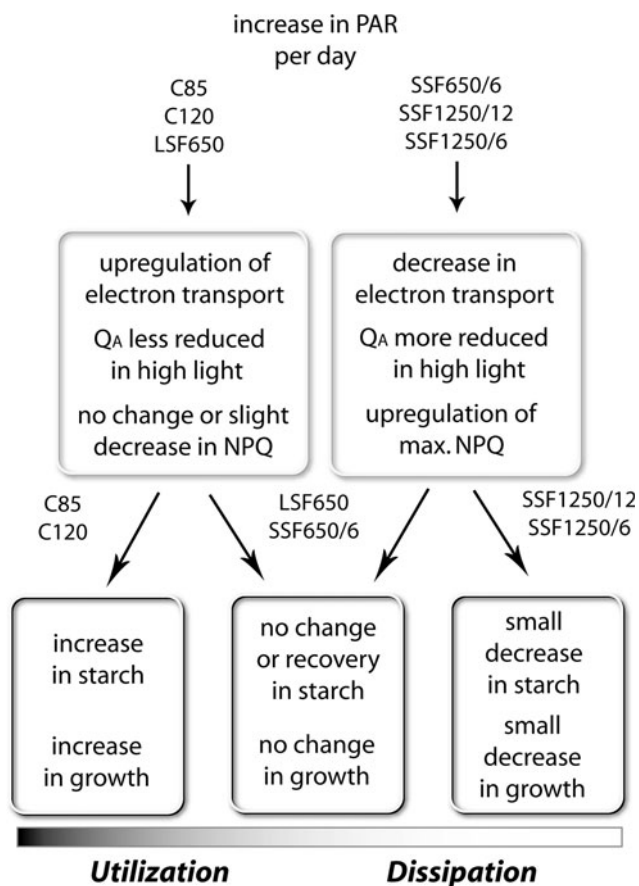 increase in PAR
per day
C85
C120
LSF650
SSF650/6
SSF1250/12
SSF1250/6
upregulation of
electron transport
QA less reduced
in high light
no change or slight
decrease in NPQ
decrease in
electron transport
QA more reduced
in high light
upregulation of
max. NPQ
C85
C120
LSF650
SSF650/6
SSF1250/12
SSF1250/6
increase
in starch
increase
in growth
no change
or recovery
in starch
no change
in growth
small
decrease
in starch
small
decrease
in growth
Utilization
Dissipation